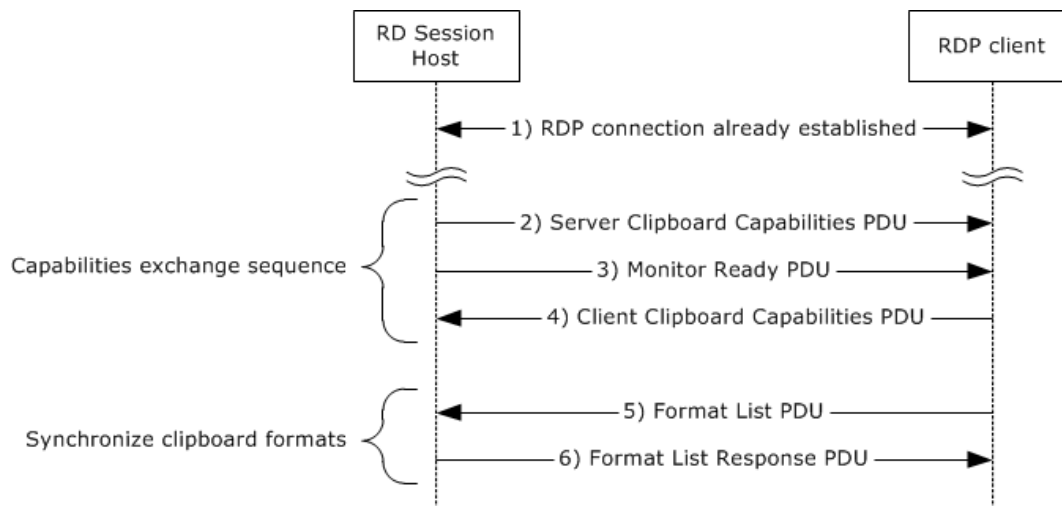 RD Session
Host
RDP client
1) RDP connection already established
2) Server Clipboard Capabilities PDU
Capabilities exchange sequence
3) Monitor Ready PDU
4) Client Clipboard Capabilities PDU
5) Format List PDU
Synchronize clipboard formats
6) Format List Response PDU